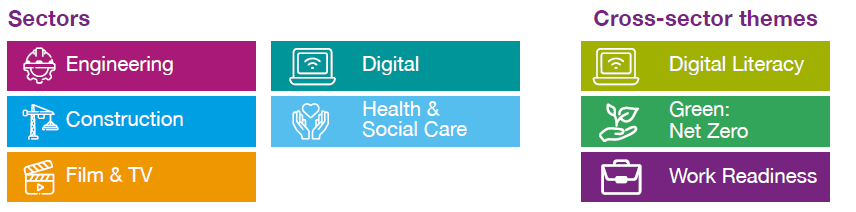 Sectors
Engineering
Construction
Film & TV
Digital
Health &
Social Care
Cross-sector themes
Digital Literacy
Green:
Net Zero
Work Readiness